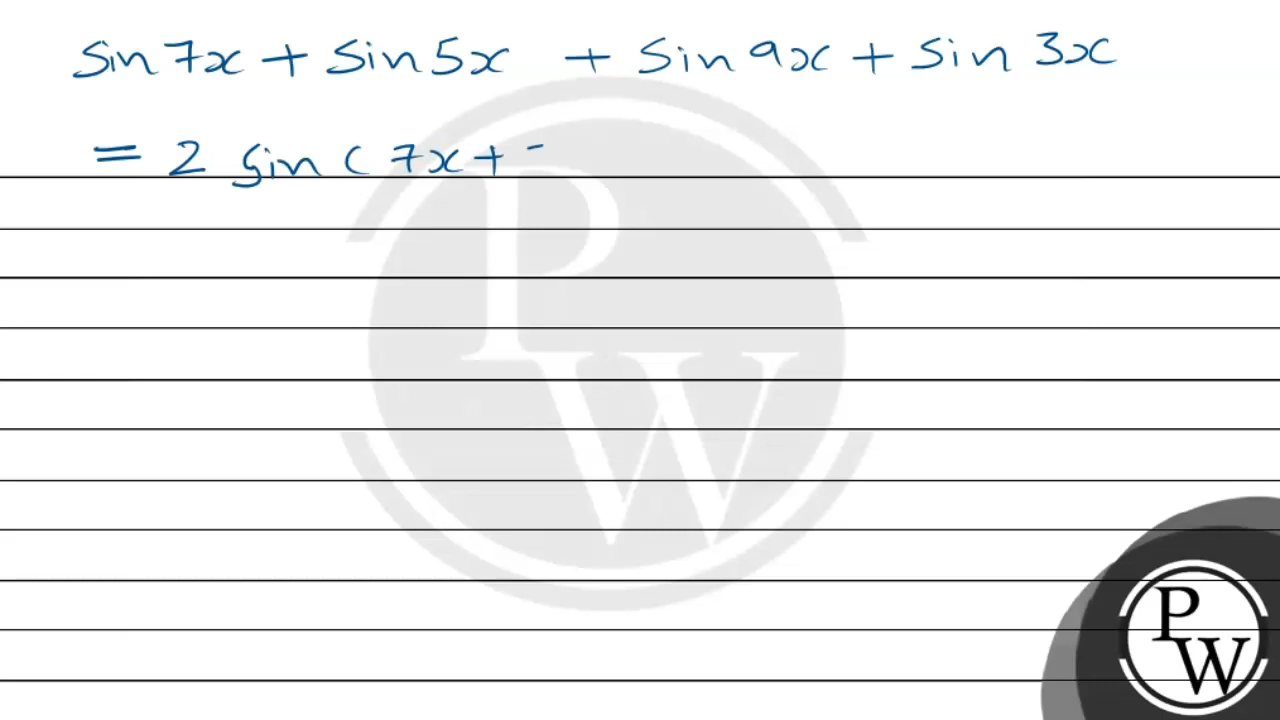 sin 7x + sin 5x + sin 9x + sin 3x
= 2 sin ( 7x +
P
W
P
W